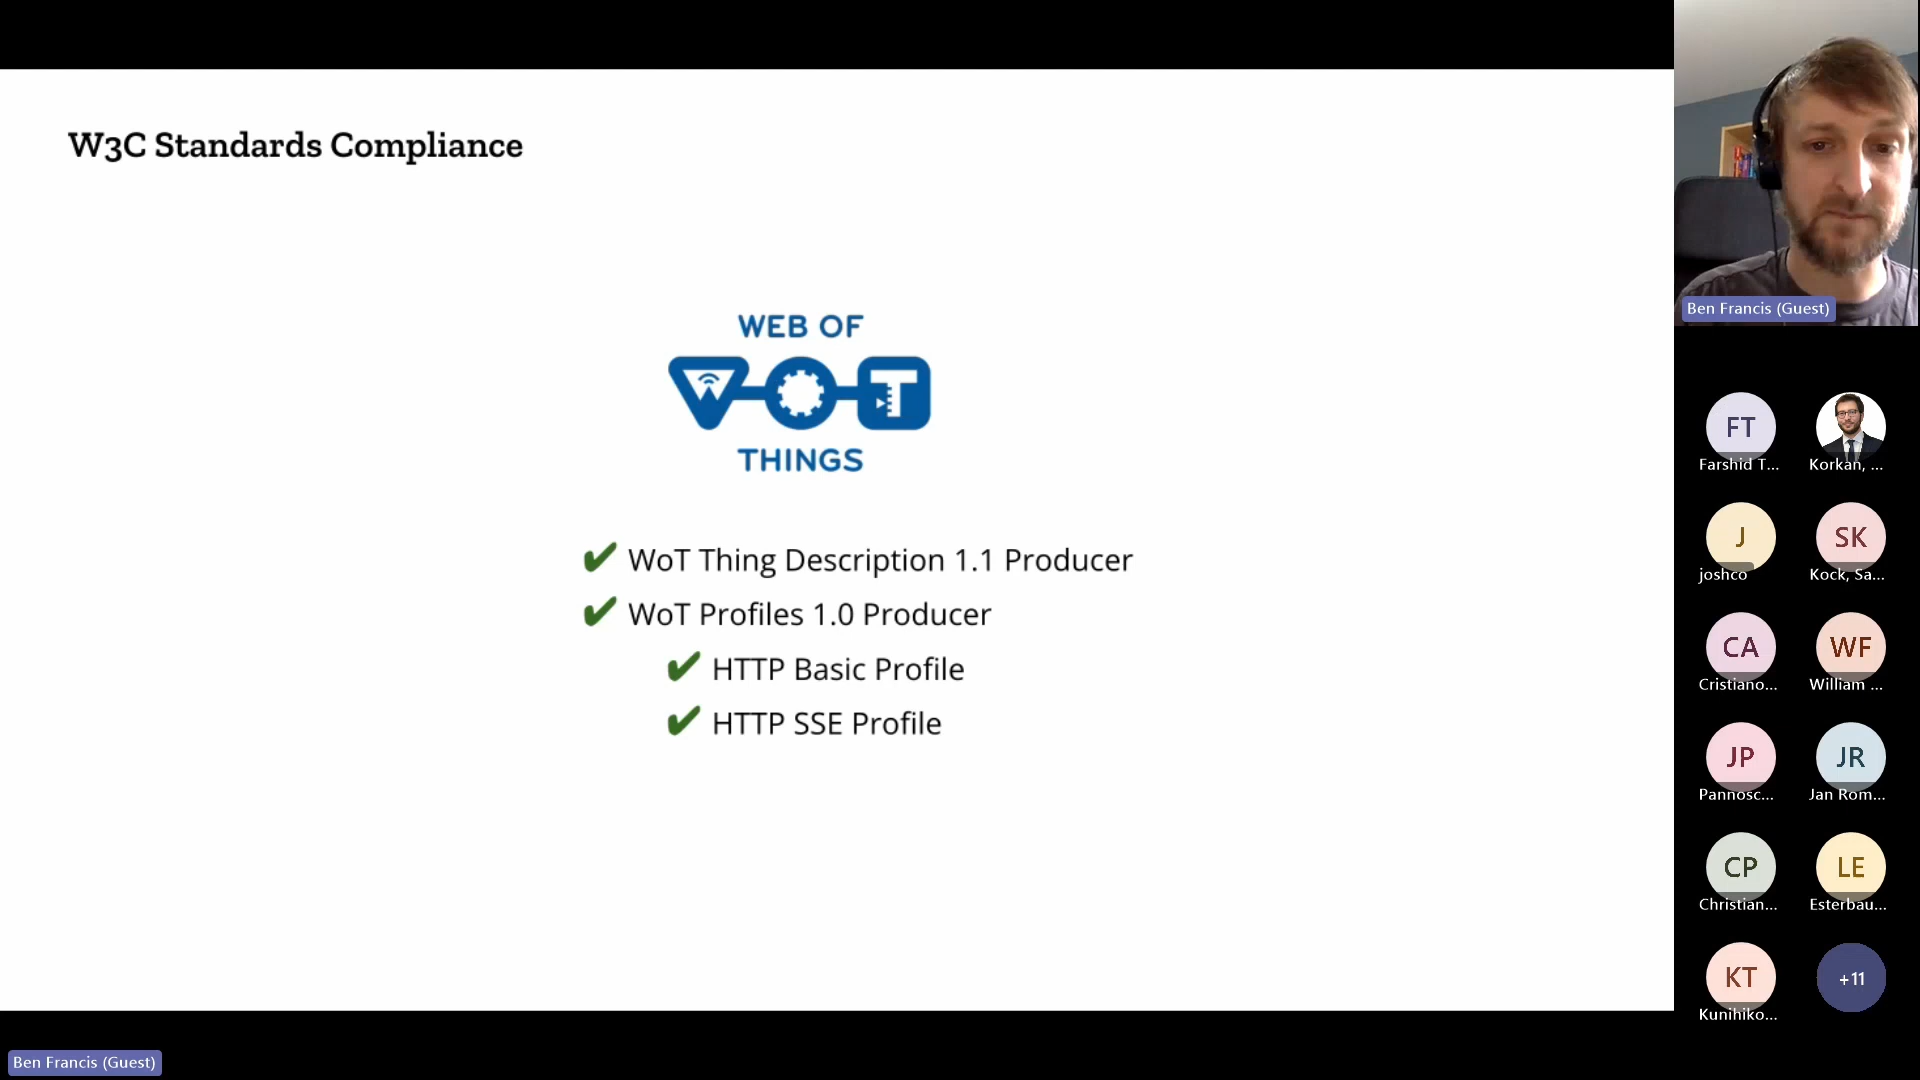 W3C Standards Compliance
WEB OF
WOT
THINGS
✔ WoT Thing Description 1.1 Producer
✔ WoT Profiles 1.0 Producer
✔ HTTP Basic Profile
✔ HTTP SSE Profile
Ben Francis (Guest)
FT
Farshid T...
Korkan, ...
J
joshco
SK
Kock, Sa...
CA
Cristiano...
WF
William ...
JP
Pannosc...
JR
Jan Rom...
CP
Christian...
LE
Esterbau...
KT
Kunihiko...
+11
Ben Francis (Guest)